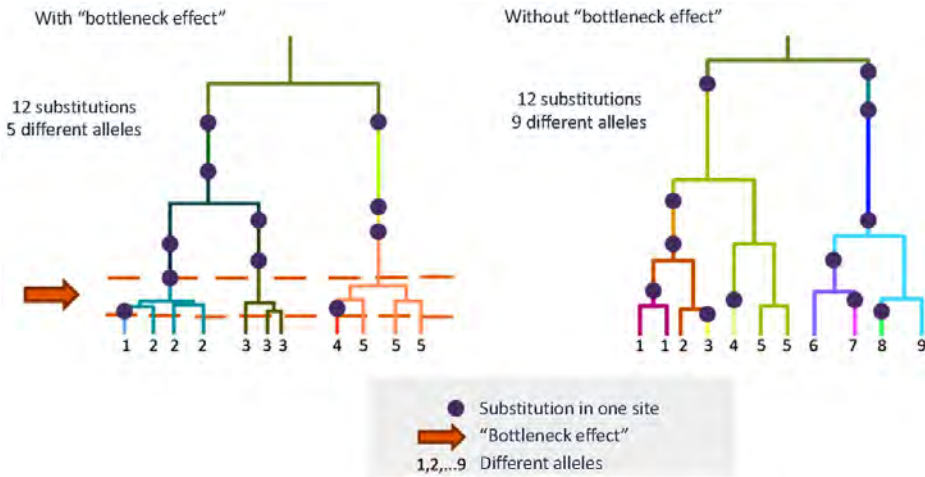 With “bottleneck effect”
12 substitutions
5 different alleles
1 2 2 2 3 3 3 4 5 5 5
Without “bottleneck effect”
12 substitutions
9 different alleles
1 1 2 3 4 5 5 6 7 8 9
Substitution in one site
“Bottleneck effect”
1,2,...9 Different alleles